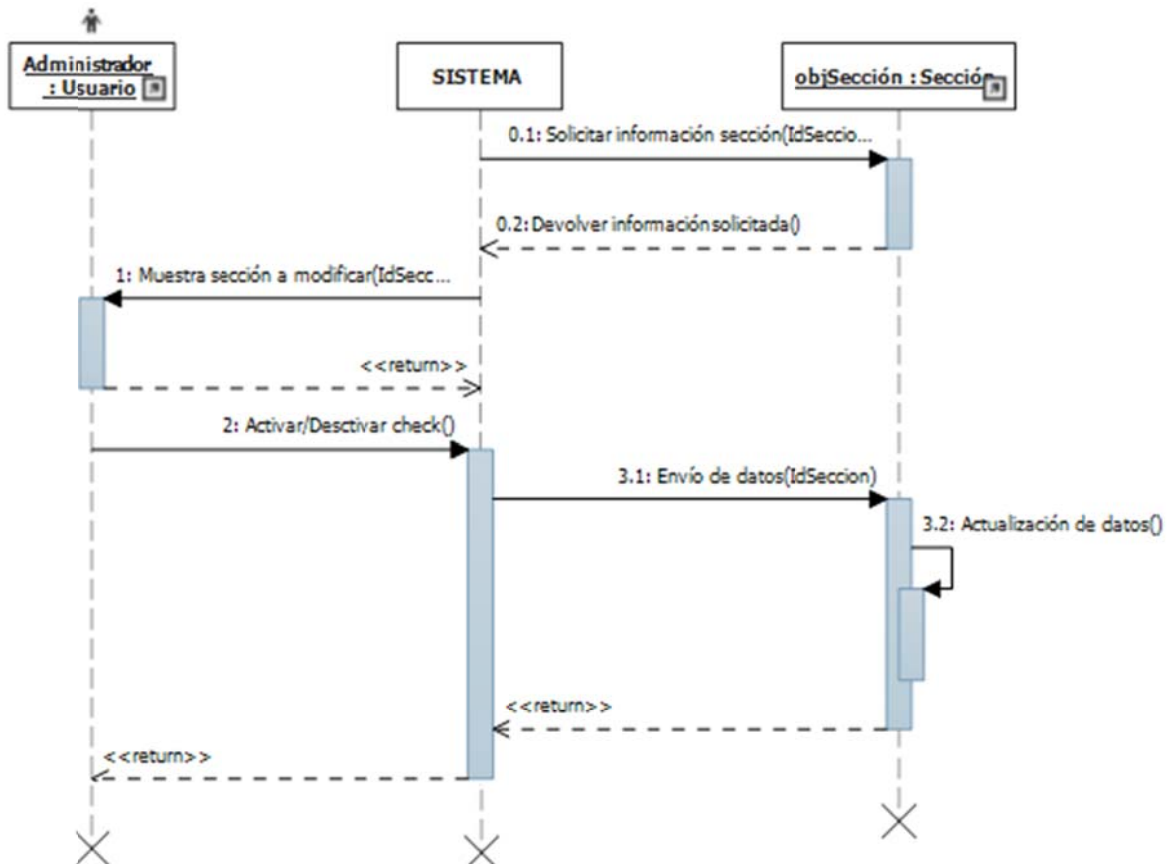 Administrador
: Usuario
SISTEMA
objSección : Sección
0.1: Solicitar información sección(IdSeccio...
0.2: Devolver información solicitada()
1: Muestra sección a modificar(IdSecc...
<<return>>
2: Activar/Desctivar check()
3.1: Envío de datos(IdSeccion)
3.2: Actualización de datos()
<<return>>
<<return>>